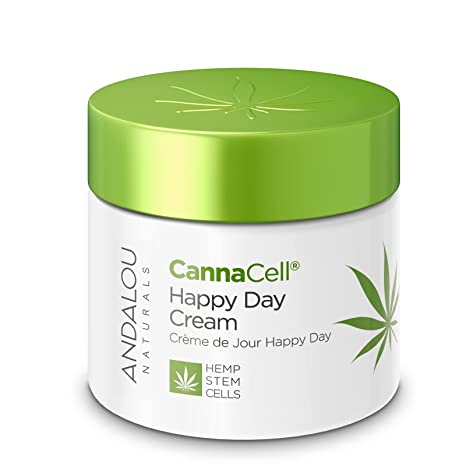 ANDALOU
NATURALS
CannaCell®
Happy Day
Cream
Crème de Jour Happy Day
HEMP
STEM
CELLS